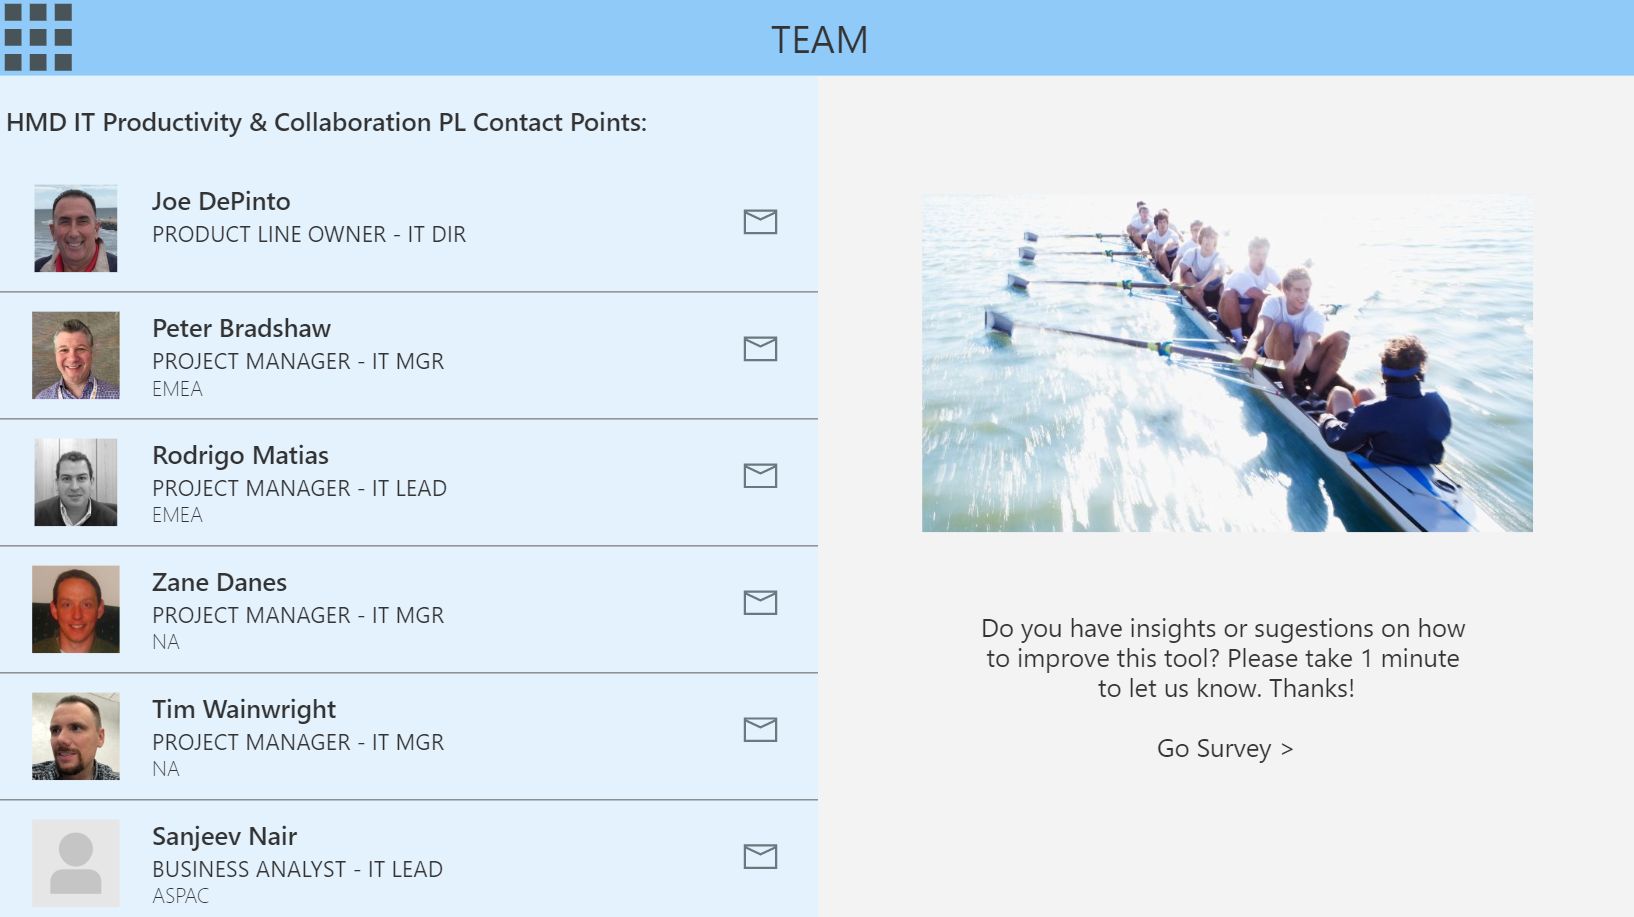 TEAM
HMD IT Productivity & Collaboration PL Contact Points:
Joe DePinto
PRODUCT LINE OWNER - IT DIR
Peter Bradshaw
PROJECT MANAGER - IT MGR
EMEA
Rodrigo Matias
PROJECT MANAGER - IT LEAD
EMEA
Zane Danes
PROJECT MANAGER - IT MGR
NA
Tim Wainwright
PROJECT MANAGER - IT MGR
NA
Sanjeev Nair
BUSINESS ANALYST - IT LEAD
ASPAC
Do you have insights or sugestions on how
to improve this tool? Please take 1 minute
to let us know. Thanks!
Go Survey >